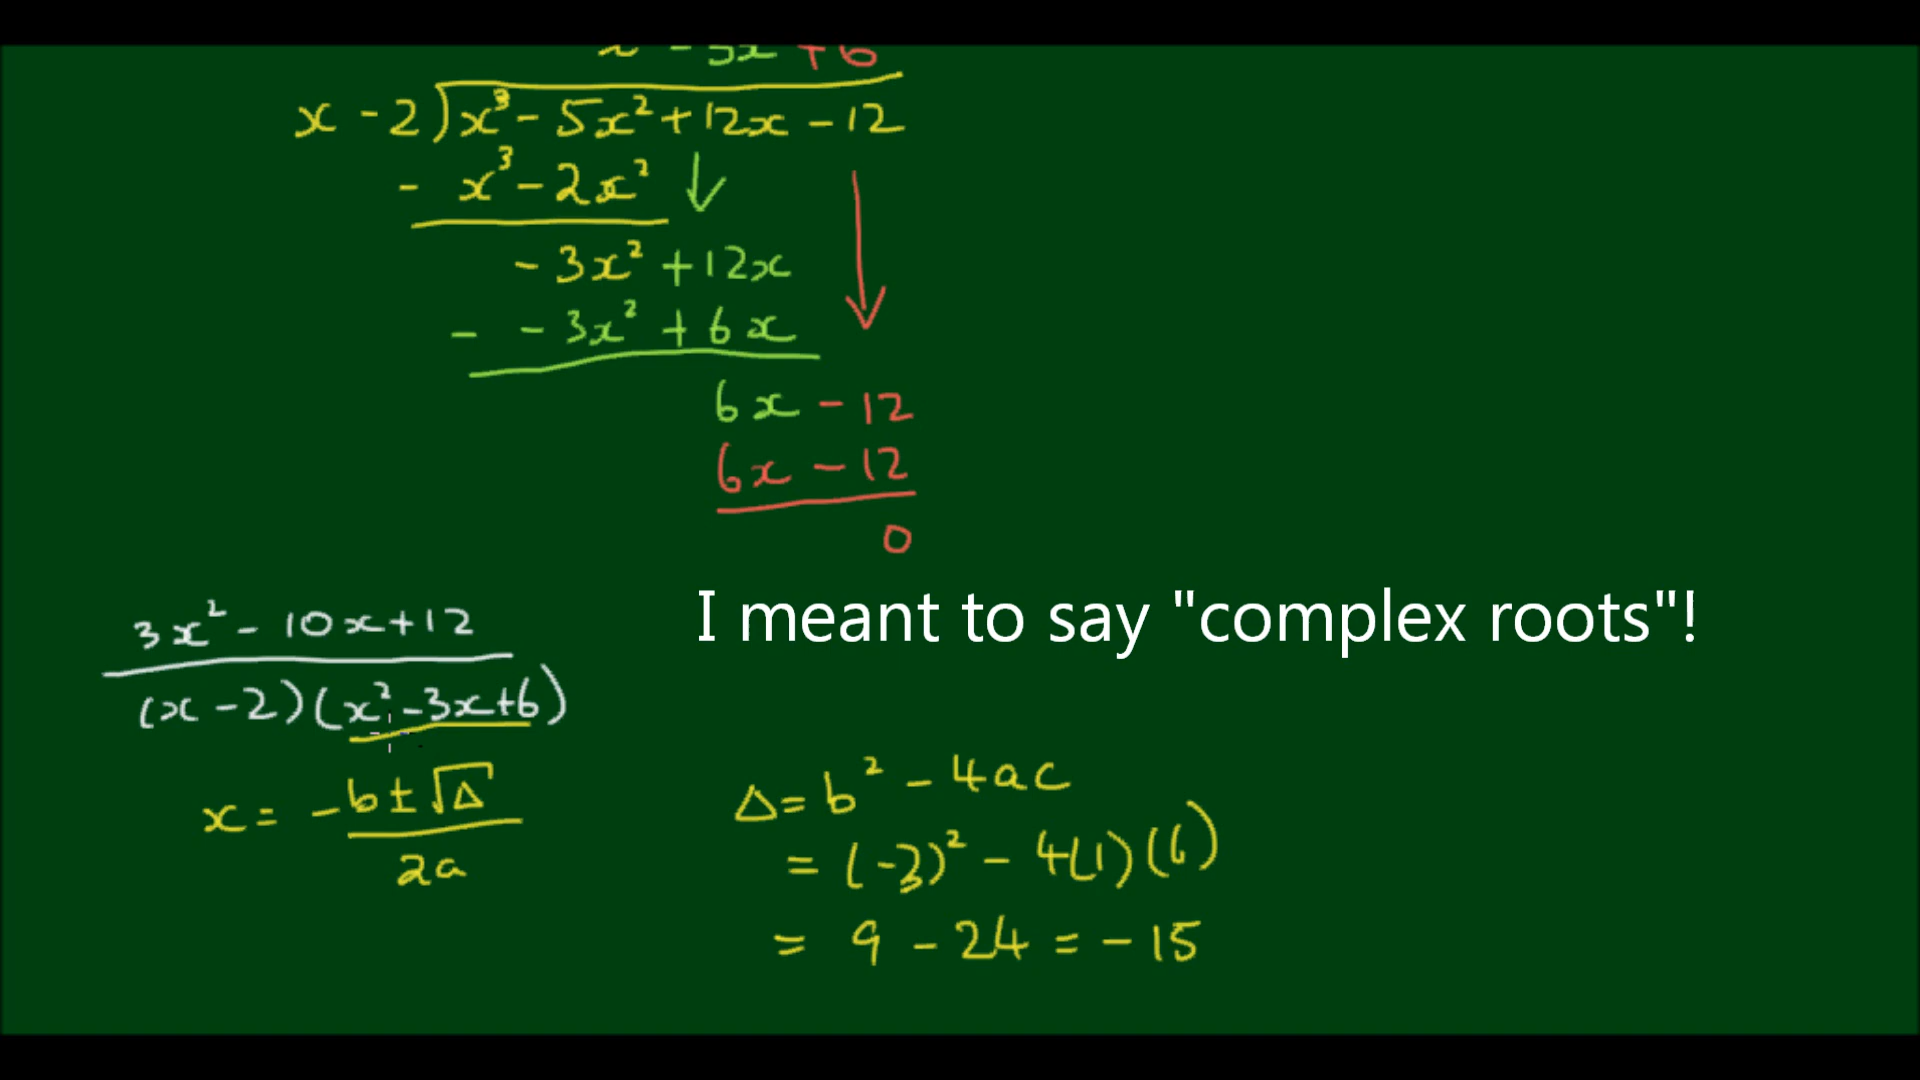 x - 3x + 6
x - 2)x³ - 5x² + 12x - 12
- x³ - 2x²
- 3x² + 12x
- - 3x² + 6x
6x - 12
6x - 12
0
I meant to say "complex roots"!
3x² - 10x + 12
(x - 2)(x² - 3x + 6)
x = -b ± √Δ
2a
Δ = b² - 4ac
= (-3)² - 4(1)(6)
= 9 - 24 = -15